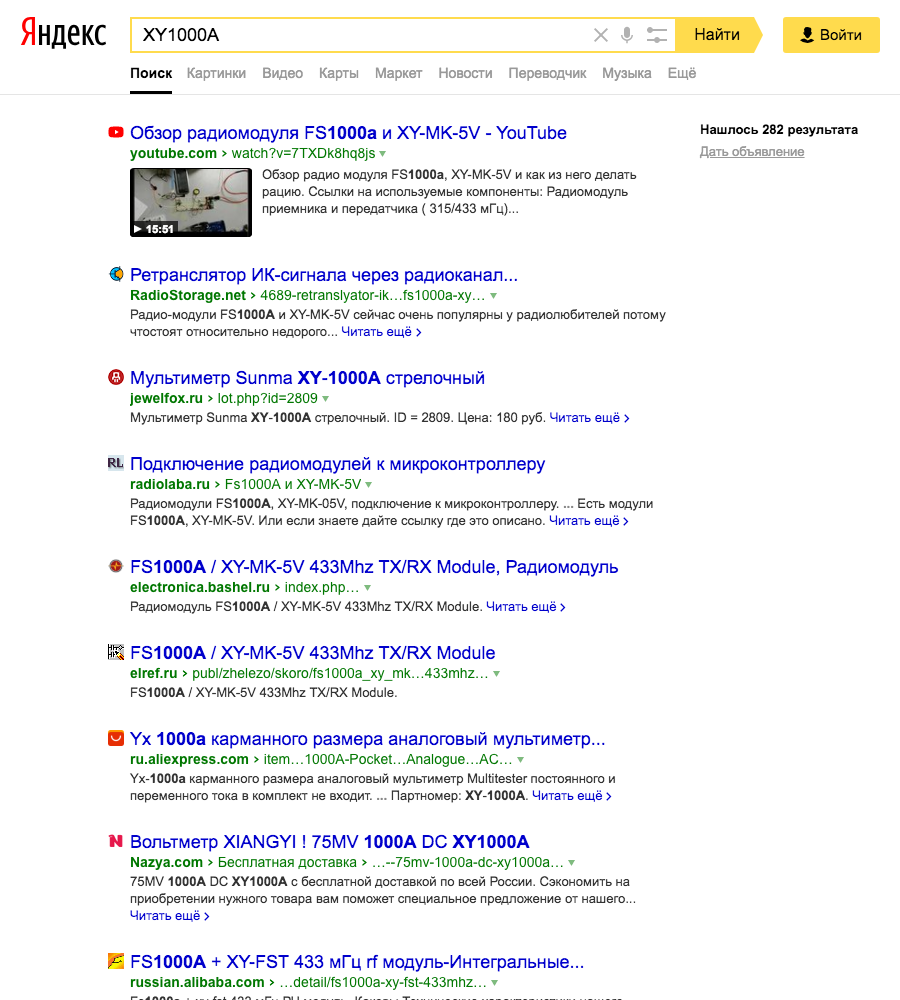 Яндекс
XY1000A
Найти
Войти
Поиск Картинки Видео Карты Маркет Новости Переводчик Музыка Ещё
Нашлось 282 результата
Дать объявление
Обзор радиомодуля FS1000a и XY-MK-5V - YouTube
youtube.com › watch?v=7TXDk8hq8js
Обзор радио модуля FS1000a, XY-MK-5V и как из него делать
рацию. Ссылки на используемые компоненты: Радиомодуль
приемника и передатчика ( 315/433 мГц)...
15:51
Ретранслятор ИК-сигнала через радиоканал...
RadioStorage.net › 4689-retranslyator-ik…fs1000a-xy…
Радио-модули FS1000A и XY-MK-5V сейчас очень популярны у радиолюбителей потому
чтостоят относительно недорого... Читать ещё ›
Мультиметр Sunma XY-1000A стрелочный
jewelfox.ru › lot.php?id=2809
Мультиметр Sunma XY-1000A стрелочный. ID = 2809. Цена: 180 руб. Читать ещё ›
RL Подключение радиомодулей к микроконтроллеру
radiolaba.ru › Fs1000A и XY-MK-5V
Радиомодули FS1000A, XY-MK-05V, подключение к микроконтроллеру. ... Есть модули
FS1000A, XY-MK-5V. Или если знаете дайте ссылку где это описано. Читать ещё ›
FS1000A / XY-MK-5V 433Mhz TX/RX Module, Радиомодуль
electronica.bashel.ru › index.php…
Радиомодуль FS1000A / XY-MK-5V 433Mhz TX/RX Module. Читать ещё ›
FS1000A / XY-MK-5V 433Mhz TX/RX Module
elref.ru › publ/zhelezo/skoro/fs1000a_xy_mk…433mhz…
FS1000A / XY-MK-5V 433Mhz TX/RX Module.
Yx 1000a карманного размера аналоговый мультиметр...
ru.aliexpress.com › item…1000A-Pocket…Analogue…AC…
Yx-1000a карманного размера аналоговый мультиметр Multitester постоянного и
переменного тока в комплект не входит. ... Партномер: XY-1000A. Читать ещё ›
N Вольтметр XIANGYI ! 75MV 1000A DC XY1000A
Nazya.com › Бесплатная доставка › …--75mv-1000a-dc-xy1000a…
75MV 1000A DC XY1000A с бесплатной доставкой по всей России. Сэкономить на
приобретении нужного товара вам поможет специальное предложение от нашего...
Читать ещё ›
FS1000A + XY-FST 433 мГц rf модуль-Интегральные...
russian.alibaba.com › …detail/fs1000a-xy-fst-433mhz…